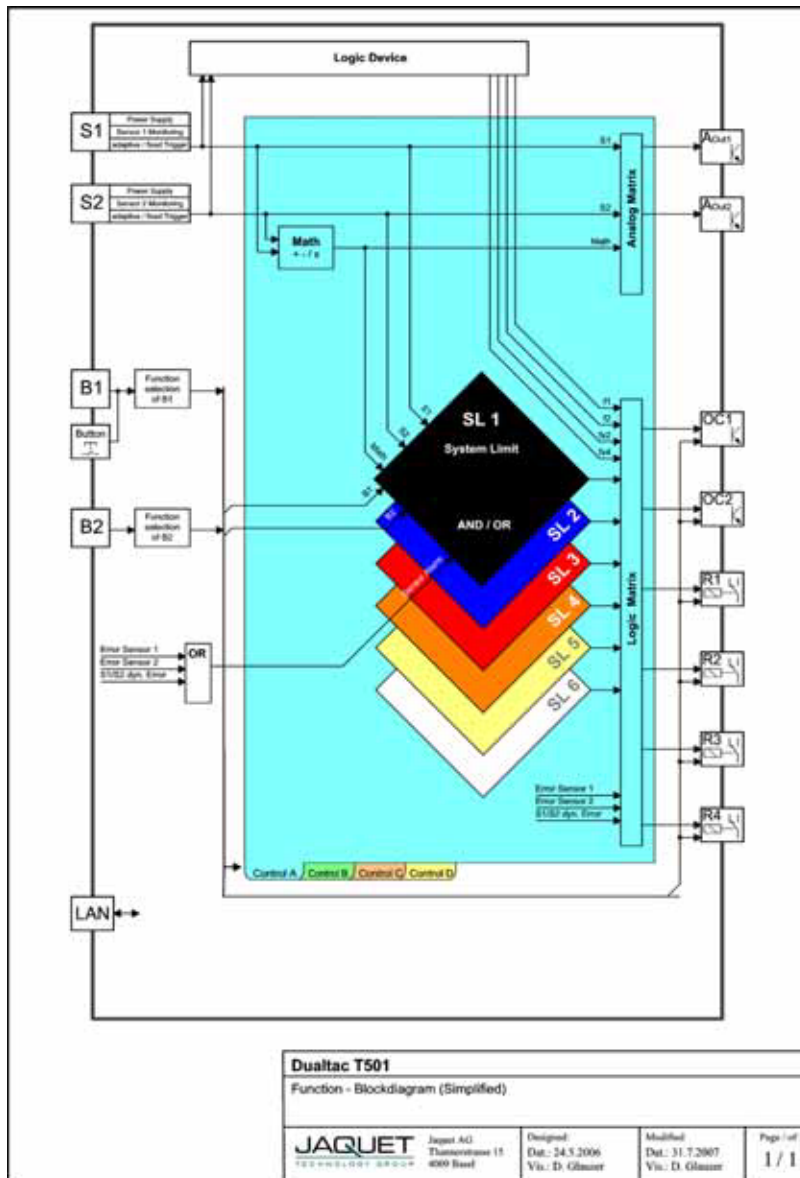 Logic Device
S1
Power Supply
Sensor 1 Monitoring
adaptive / fixed Trigger
S2
Power Supply
Sensor 2 Monitoring
adaptive / fixed Trigger
S1
S2
Math
Analog Matrix
AOut1
AOut2
Math
+ - / x
B1
Function
selection
of B1
Button
B2
Function
selection
of B2
f1
f2
S1
S2
Math
B1
B2
SL 1
System Limit
AND / OR
SL 2
SL 3
SL 4
SL 5
SL 6
Logic Matrix
OC1
OC2
R1
R2
R3
R4
Error Sensor 1
Error Sensor 2
S1/S2 dyn. Error
OR
Error Sensor 1
Error Sensor 2
S1/S2 dyn. Error
Control A
Control B
Control C
Control D
LAN
Dualtac T501
Function - Blockdiagram (Simplified)
JAQUET
TECHNOLOGY GROUP
Jaquet AG
Thannerstrasse 15
4009 Basel
Designed:
Dat.: 24.5.2006
Vis.: D. Glauser
Modified:
Dat.: 31.7.2007
Vis.: D. Glauser
Page / of
1 / 1